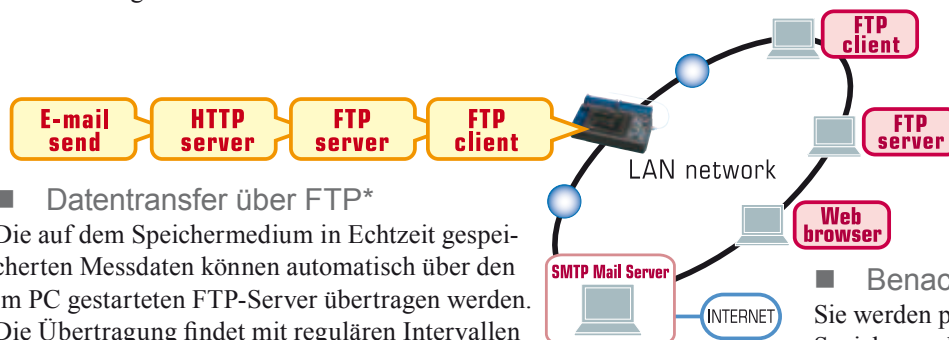 FTP
client
E-mail
send
HTTP
server
FTP
server
FTP
client
LAN network
FTP
server
Web
browser
SMTP Mail Server
INTERNET
■ Datentransfer über FTP*
Die auf dem Speichermedium in Echtzeit gespei-
cherten Messdaten können automatisch über den
im PC gestarteten FTP-Server übertragen werden.
Die Übertragung findet mit regulären Intervallen
■ Benac
Sie werden p